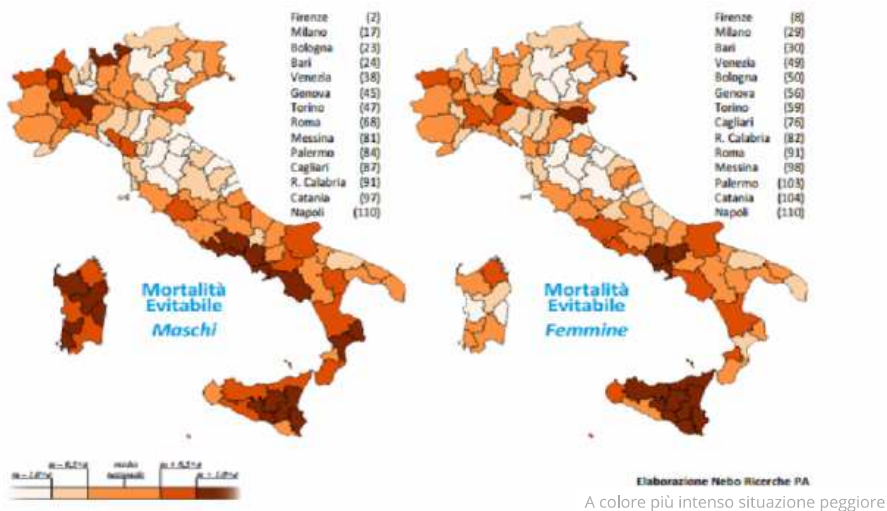 Firenze (2)
Milano (17)
Bologna (23)
Bari (24)
Venezia (38)
Genova (45)
Torino (47)
Roma (68)
Messina (81)
Palermo (84)
Cagliari (87)
R. Calabria (91)
Catania (97)
Napoli (110)
Mortalità
Evitabile
Maschi
Firenze (8)
Milano (29)
Bari (30)
Venezia (49)
Bologna (50)
Genova (56)
Torino (59)
Cagliari (76)
R. Calabria (82)
Roma (91)
Messina (98)
Palermo (103)
Catania (104)
Napoli (110)
Mortalità
Evitabile
Femmine
Elaborazione Nebo Ricerche PA
A colore più intenso situazione peggiore